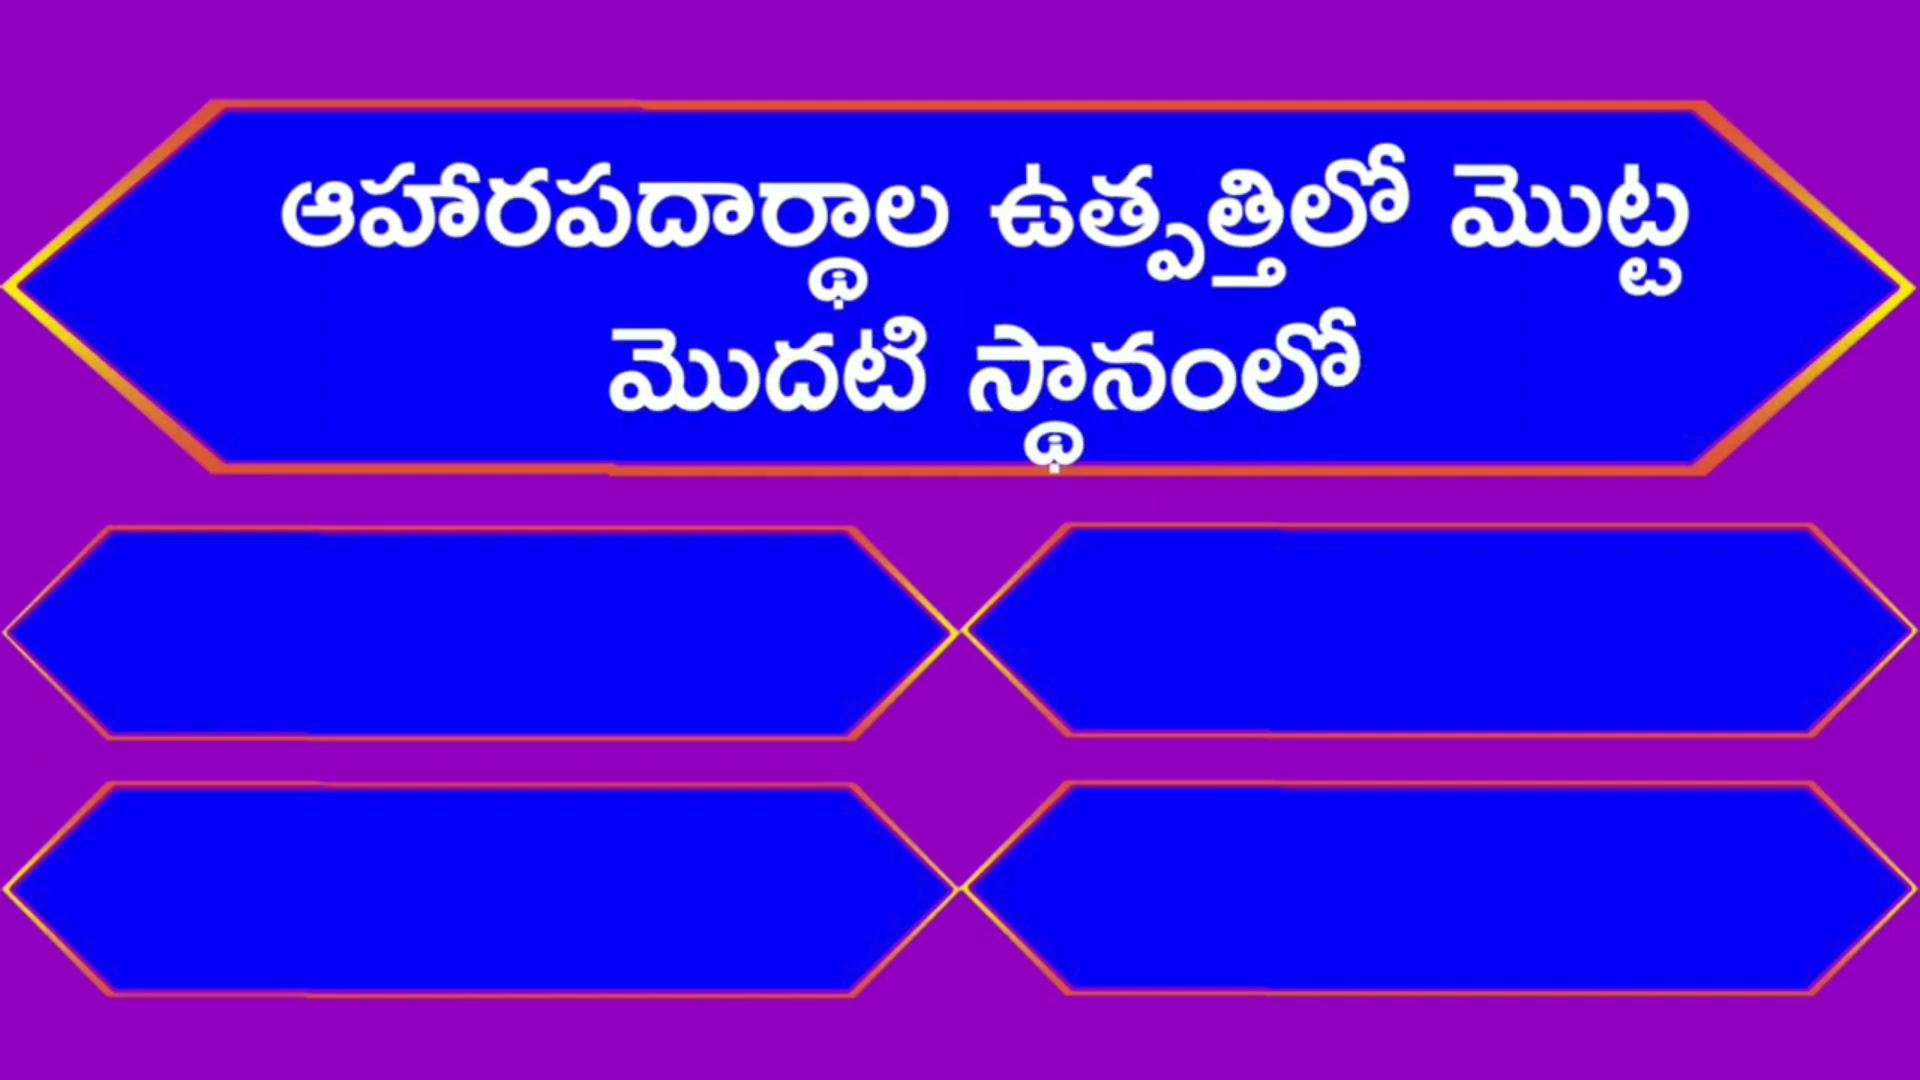 ఆహారపదార్థాల ఉత్పత్తిలో మొట్ట
మొదటి స్థానంలో